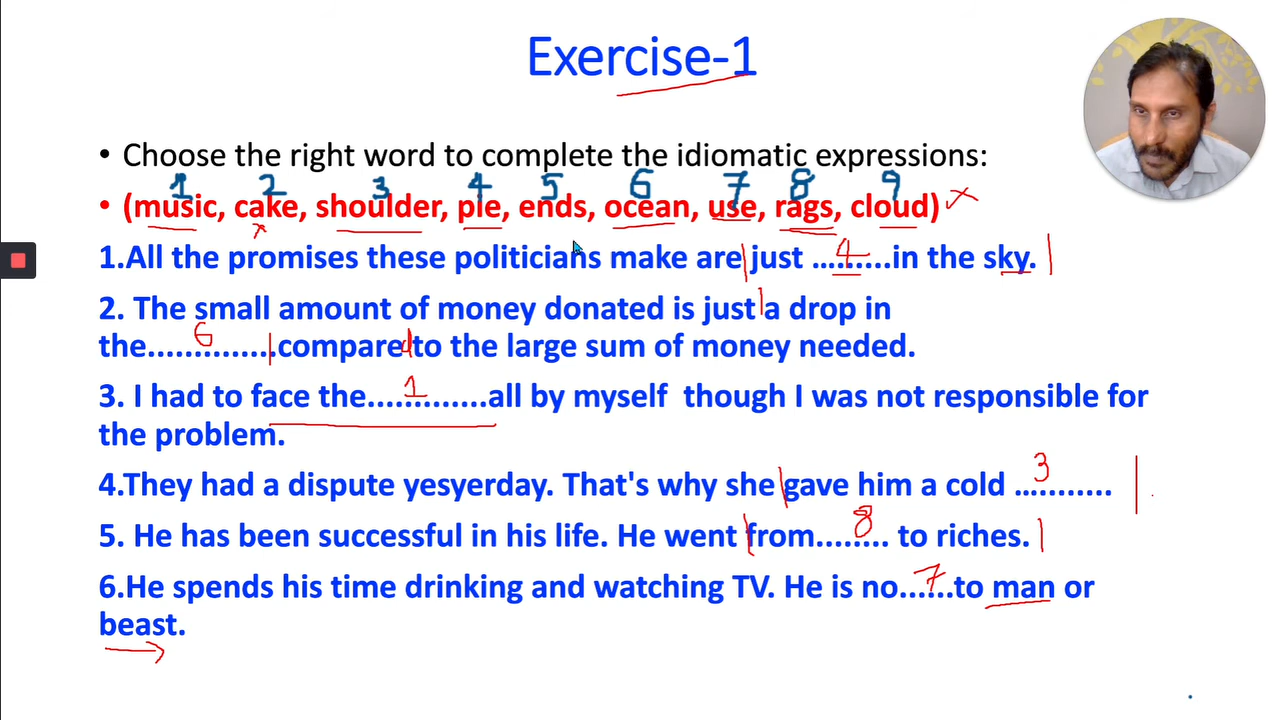 Exercise-1
• Choose the right word to complete the idiomatic expressions:
1 2 3 4 5 6 7 8 9
• (music, cake, shoulder, pie, ends, ocean, use, rags, cloud)
1.All the promises these politicians make are just ...4......in the sky.
2. The small amount of money donated is just a drop in
the......6.........compared to the large sum of money needed.
3. I had to face the......1.......all by myself though I was not responsible for
the problem.
4.They had a dispute yesyerday. That's why she gave him a cold ...3.......
5. He has been successful in his life. He went from....8.... to riches.
6.He spends his time drinking and watching TV. He is no...7...to man or
beast.